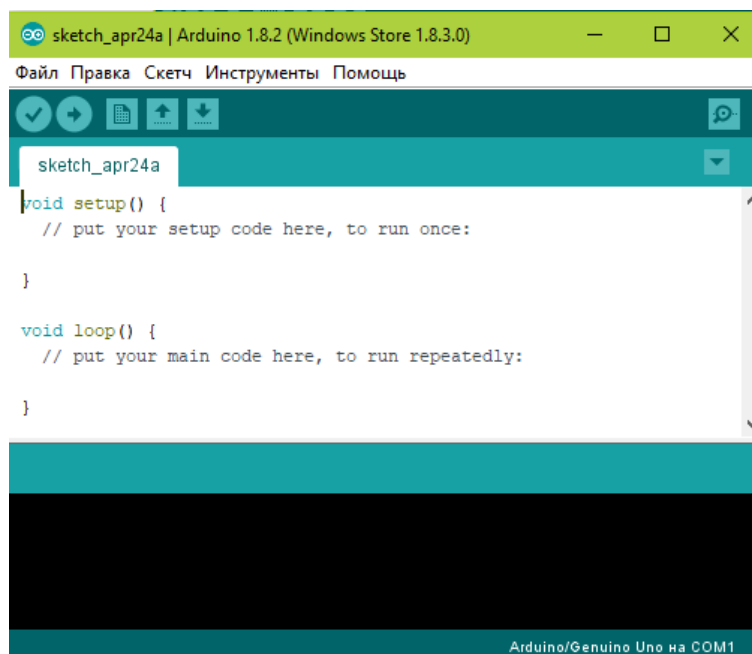 sketch_apr24a | Arduino 1.8.2 (Windows Store 1.8.3.0)
Файл Правка Скетч Инструменты Помощь
sketch_apr24a
void setup() {
  // put your setup code here, to run once:
}
void loop() {
  // put your main code here, to run repeatedly:
}
Arduino/Genuino Uno на COM1